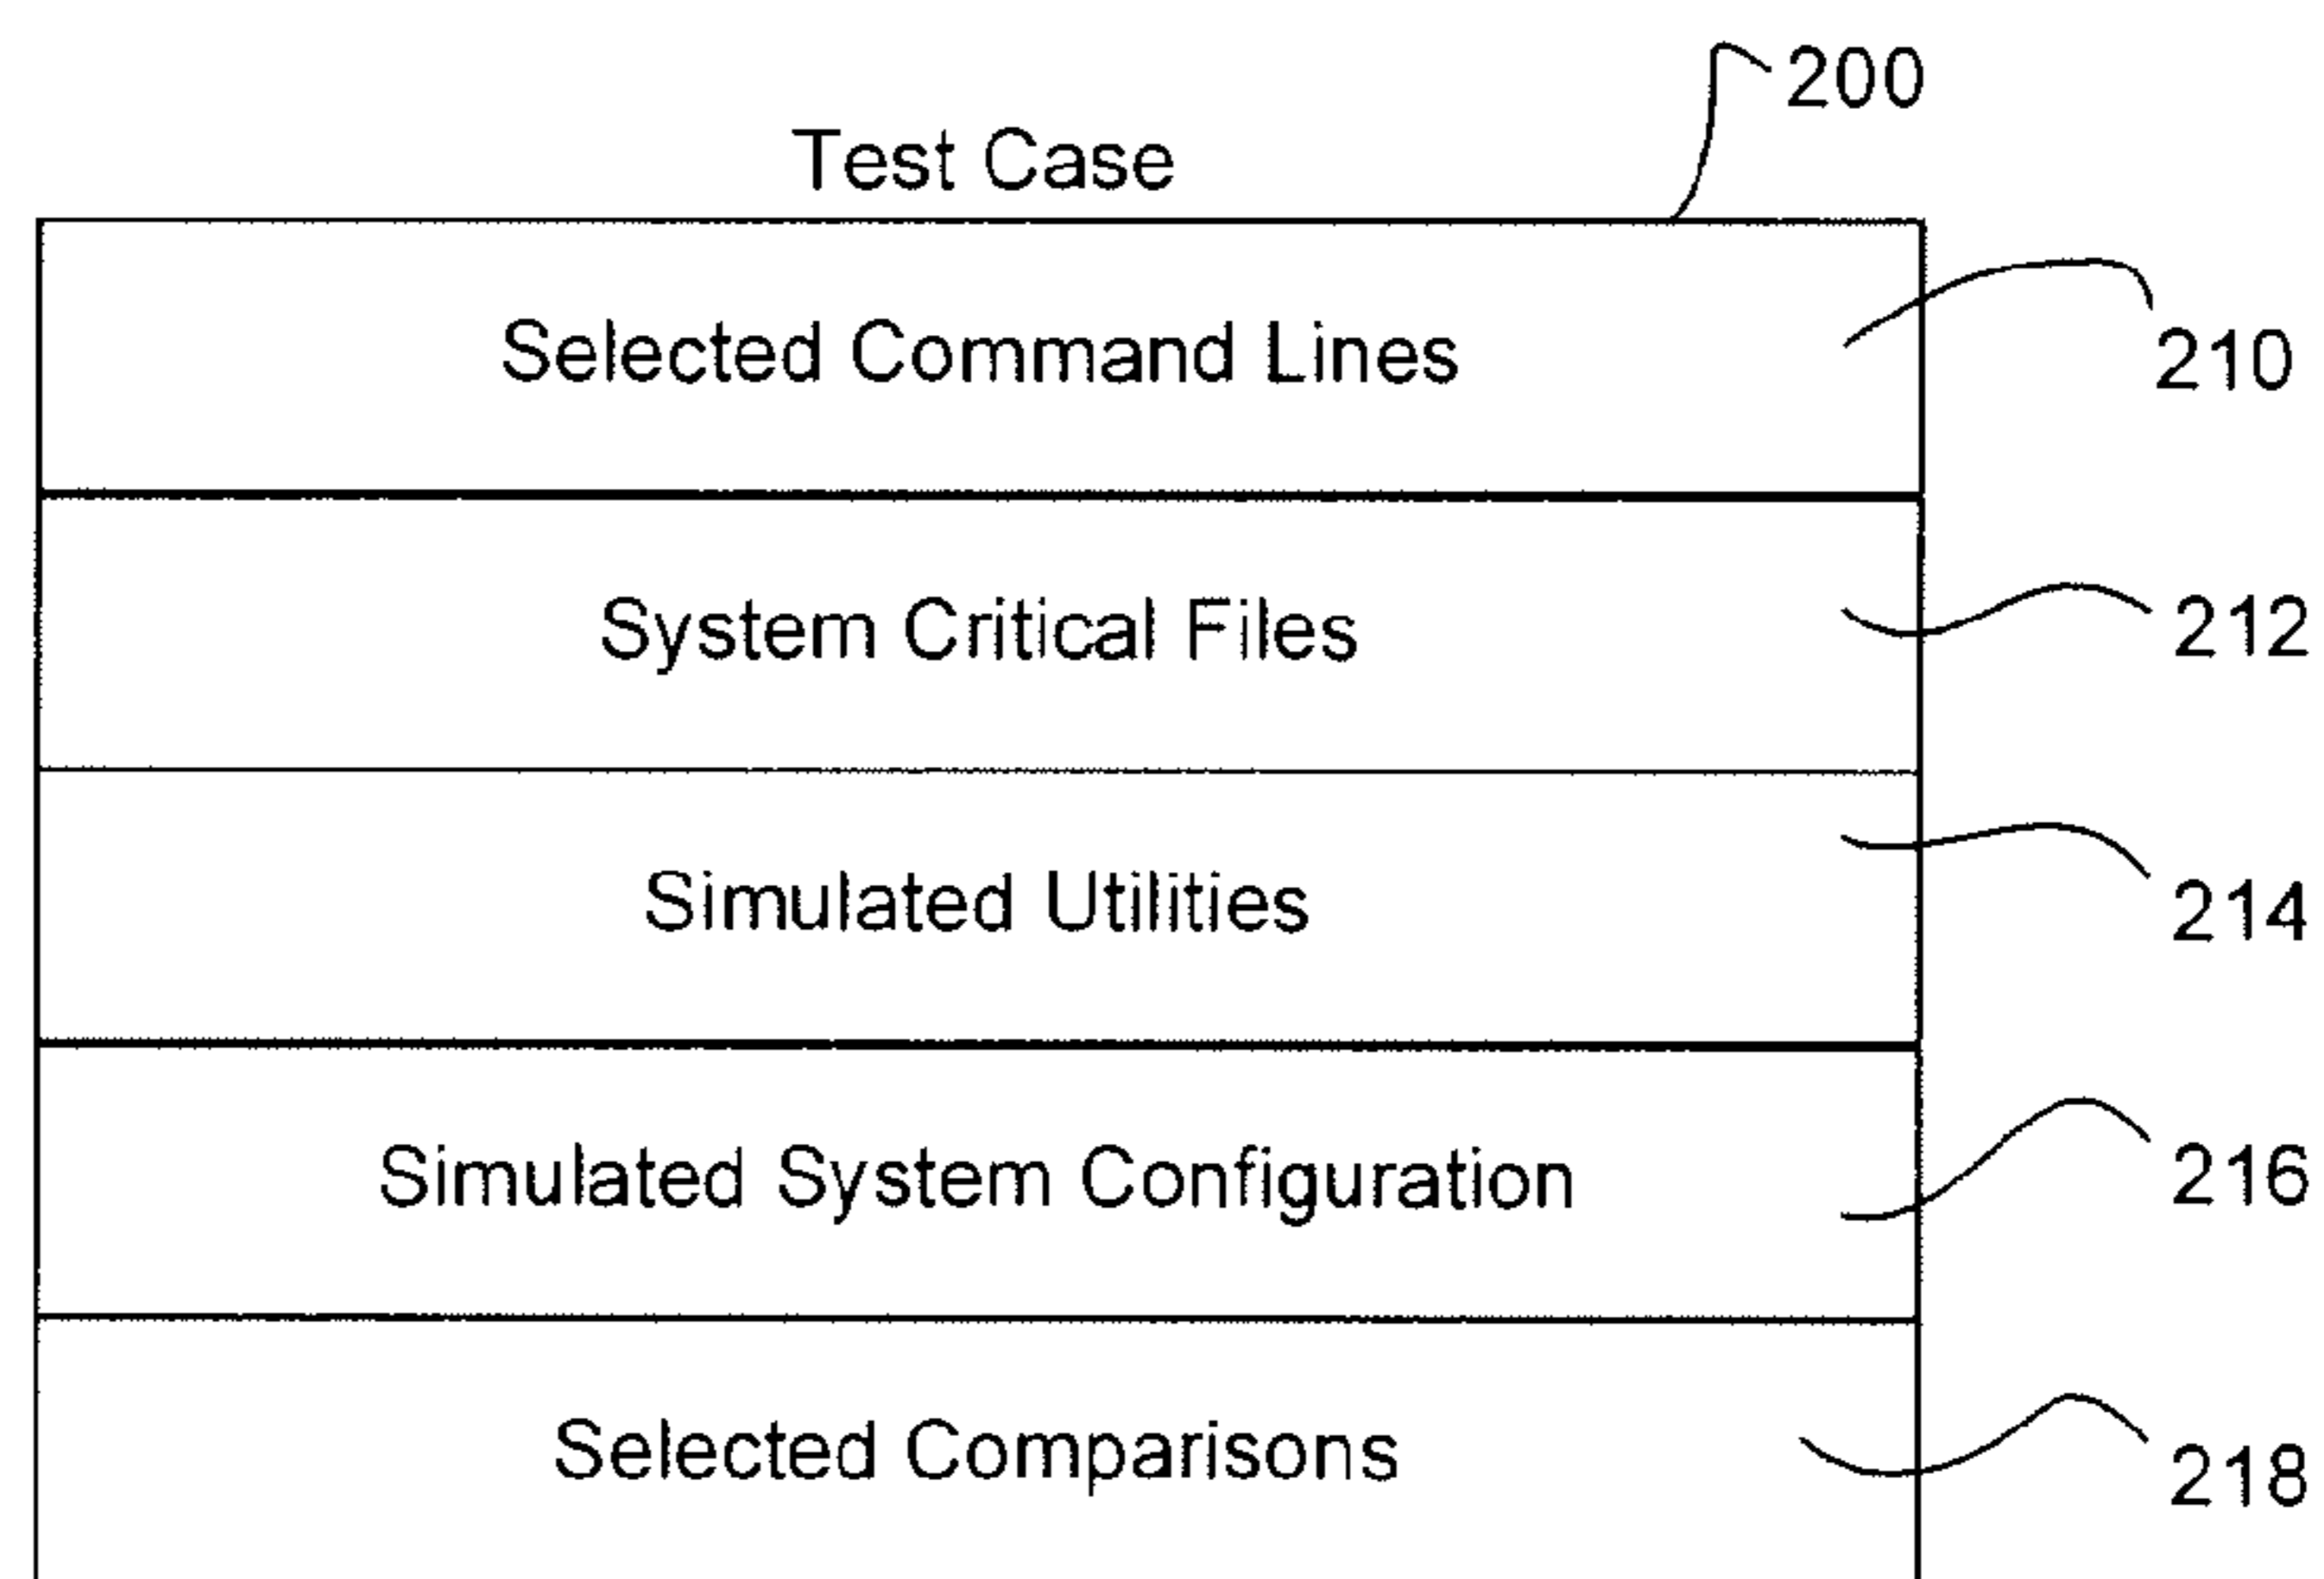 200
Test Case
Selected Command Lines
210
System Critical Files
212
Simulated Utilities
214
Simulated System Configuration
216
Selected Comparisons
218